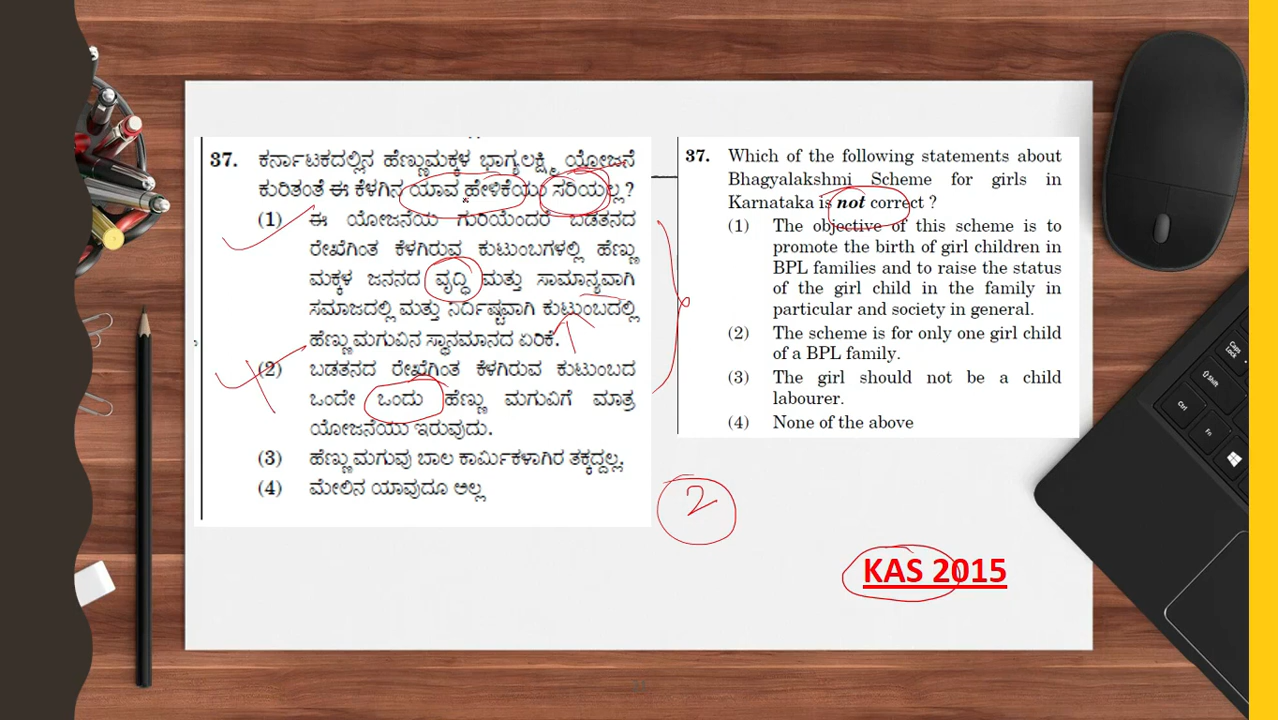 37. ಕರ್ನಾಟಕದಲ್ಲಿನ ಹೆಣ್ಣುಮಕ್ಕಳ ಭಾಗ್ಯಲಕ್ಷ್ಮಿ ಯೋಜನೆ
ಕುರಿತಂತೆ ಈ ಕೆಳಗಿನ ಯಾವ ಹೇಳಿಕೆಯು ಸರಿಯಲ್ಲ ?
(1) ಈ ಯೋಜನೆಯ ಗುರಿಯೆಂದರೆ ಬಡತನದ
ರೇಖೆಗಿಂತ ಕೆಳಗಿರುವ ಕುಟುಂಬಗಳಲ್ಲಿ ಹೆಣ್ಣು
ಮಕ್ಕಳ ಜನನದ ವೃದ್ಧಿ ಮತ್ತು ಸಾಮಾನ್ಯವಾಗಿ
ಸಮಾಜದಲ್ಲಿ ಮತ್ತು ನಿರ್ದಿಷ್ಟವಾಗಿ ಕುಟುಂಬದಲ್ಲಿ
ಹೆಣ್ಣು ಮಗುವಿನ ಸ್ಥಾನಮಾನದ ಏರಿಕೆ.
(2) ಬಡತನದ ರೇಖೆಗಿಂತ ಕೆಳಗಿರುವ ಕುಟುಂಬದ
ಒಂದೇ ಒಂದು ಹೆಣ್ಣು ಮಗುವಿಗೆ ಮಾತ್ರ
ಯೋಜನೆಯು ಇರುವುದು.
(3) ಹೆಣ್ಣು ಮಗುವು ಬಾಲ ಕಾರ್ಮಿಕಳಾಗಿರ ತಕ್ಕದ್ದಲ್ಲ.
(4) ಮೇಲಿನ ಯಾವುದೂ ಅಲ್ಲ
37. Which of the following statements about
Bhagyalakshmi Scheme for girls in
Karnataka is not correct ?
(1) The objective of this scheme is to
promote the birth of girl children in
BPL families and to raise the status
of the girl child in the family in
particular and society in general.
(2) The scheme is for only one girl child
of a BPL family.
(3) The girl should not be a child
labourer.
(4) None of the above
2
KAS 2015
Caps Lock
Shift
Ctrl
Fn